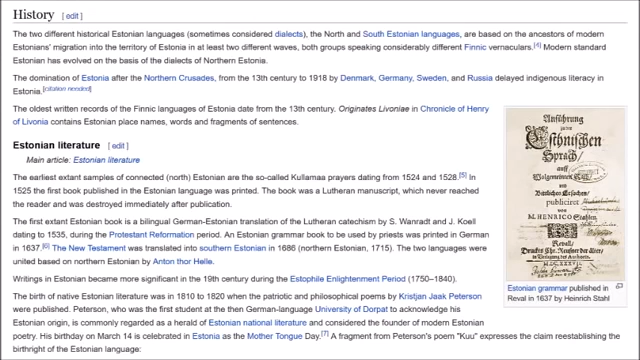 History [ edit ]
The two different historical Estonian languages (sometimes considered dialects), the North and South Estonian languages, are based on the ancestors of modern
Estonians' migration into the territory of Estonia in at least two different waves, both groups speaking considerably different Finnic vernaculars.[4] Modern standard
Estonian has evolved on the basis of the dialects of Northern Estonia.
The domination of Estonia after the Northern Crusades, from the 13th century to 1918 by Denmark, Germany, Sweden, and Russia delayed indigenous literacy in
Estonia.[citation needed]
The oldest written records of the Finnic languages of Estonia date from the 13th century. Originates Livoniae in Chronicle of Henry
of Livonia contains Estonian place names, words and fragments of sentences.
Estonian literature [ edit ]
Main article: Estonian literature
The earliest extant samples of connected (north) Estonian are the so-called Kullamaa prayers dating from 1524 and 1528.[5] In
1525 the first book published in the Estonian language was printed. The book was a Lutheran manuscript, which never reached
the reader and was destroyed immediately after publication.
The first extant Estonian book is a bilingual German-Estonian translation of the Lutheran catechism by S. Wanradt and J. Koell
dating to 1535, during the Protestant Reformation period. An Estonian grammar book to be used by priests was printed in German
in 1637.[6] The New Testament was translated into southern Estonian in 1686 (northern Estonian, 1715). The two languages were
united based on northern Estonian by Anton thor Helle.
Writings in Estonian became more significant in the 19th century during the Estophile Enlightenment Period (1750–1840).
The birth of native Estonian literature was in 1810 to 1820 when the patriotic and philosophical poems by Kristjan Jaak Peterson
were published. Peterson, who was the first student at the then German-language University of Dorpat to acknowledge his
Estonian origin, is commonly regarded as a herald of Estonian national literature and considered the founder of modern Estonian
poetry. His birthday on March 14 is celebrated in Estonia as the Mother Tongue Day.[7] A fragment from Peterson's poem "Kuu" expresses the claim reestablishing the
birthright of the Estonian language:
Anführung
zu der
Esthnischen
Sprach/
auff
publiciret
von
M. HENRICO Stahlen
Revall/
Estonian grammar published in
Reval in 1637 by Heinrich Stahl